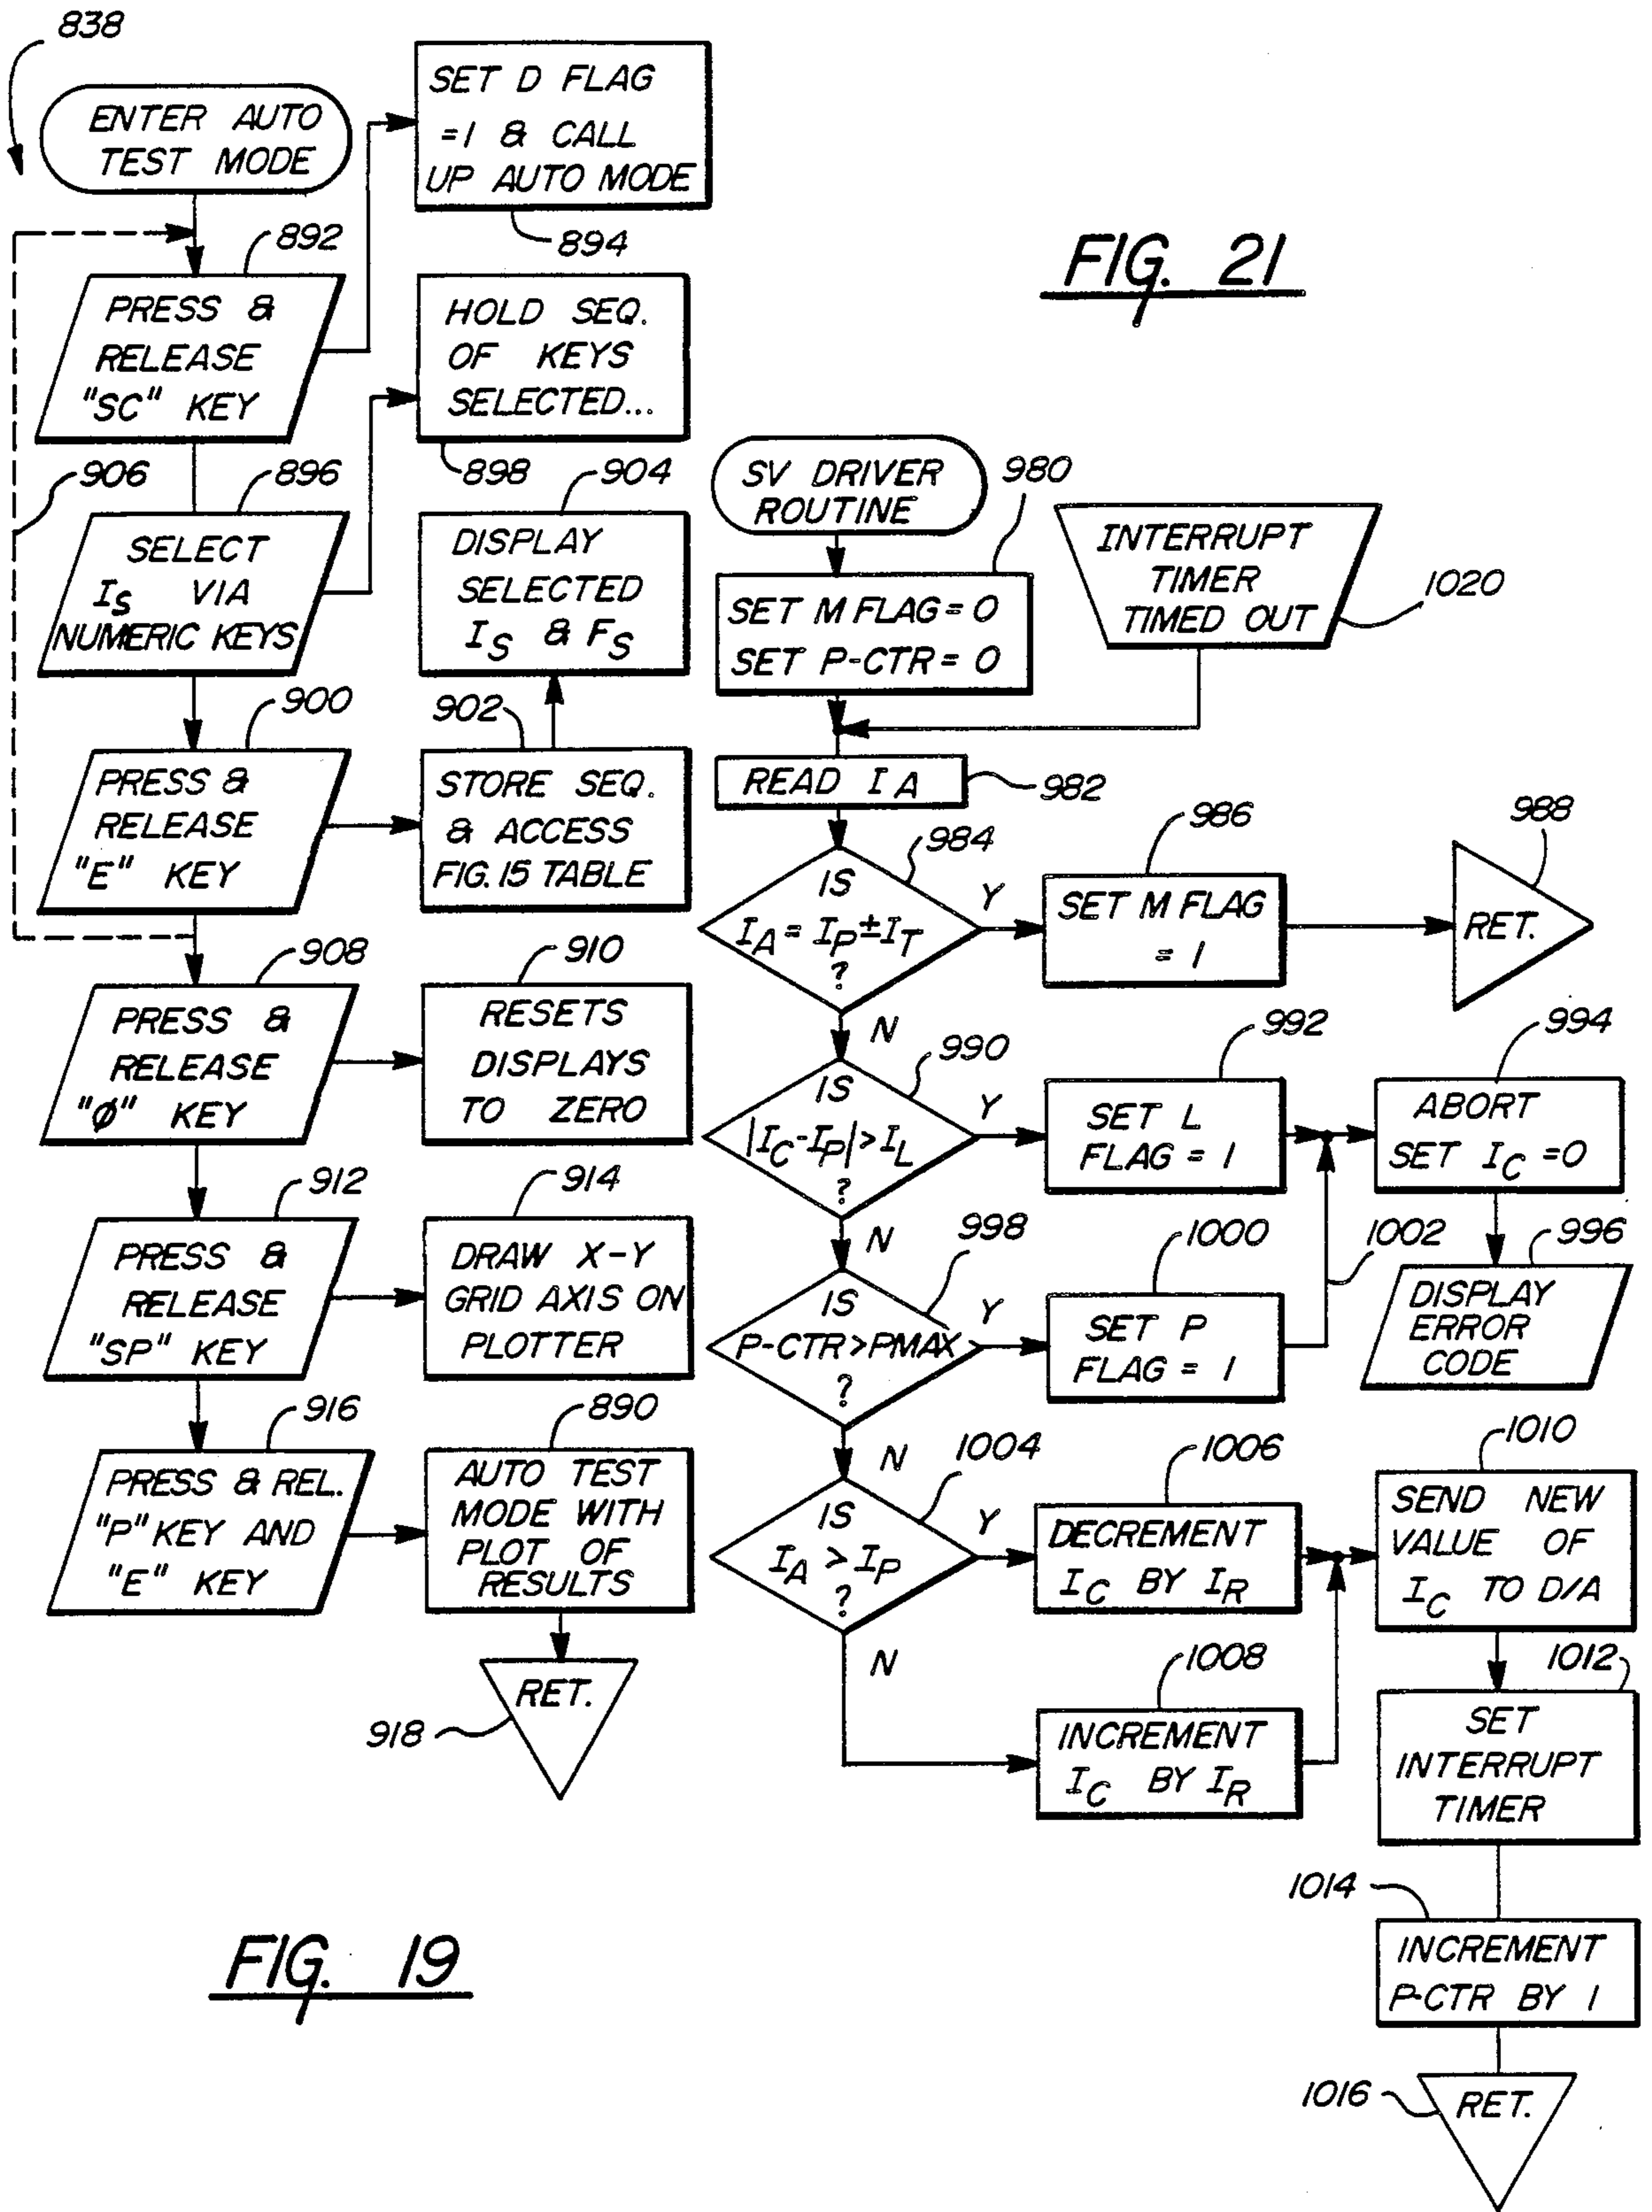 838
ENTER AUTO
TEST MODE
SET D FLAG
=1 & CALL
UP AUTO MODE
894
892
PRESS &
RELEASE
"SC" KEY
HOLD SEQ.
OF KEYS
SELECTED...
898
906
896
SELECT
IS VIA
NUMERIC KEYS
904
DISPLAY
SELECTED
IS & FS
900
PRESS &
RELEASE
"E" KEY
902
STORE SEQ.
& ACCESS
FIG. 15 TABLE
908
PRESS &
RELEASE
"Ø" KEY
910
RESETS
DISPLAYS
TO ZERO
912
PRESS &
RELEASE
"SP" KEY
914
DRAW X-Y
GRID AXIS ON
PLOTTER
916
PRESS & REL.
"P" KEY AND
"E" KEY
890
AUTO TEST
MODE WITH
PLOT OF
RESULTS
RET.
918
FIG. 19
FIG. 21
SV DRIVER
ROUTINE
980
SET M FLAG = 0
SET P-CTR = 0
INTERRUPT
TIMER
TIMED OUT
1020
READ IA
982
984
IS
IA = IP ± IT
?
Y
N
986
SET M FLAG
= 1
988
RET.
990
IS
|IC-IP| > IL
?
Y
N
992
SET L
FLAG = 1
994
ABORT
SET IC = 0
996
DISPLAY
ERROR
CODE
998
IS
P-CTR > PMAX
?
Y
N
1000
SET P
FLAG = 1
1002
1004
IS
IA > IP
?
Y
N
1006
DECREMENT
IC BY IR
1008
INCREMENT
IC BY IR
1010
SEND NEW
VALUE OF
IC TO D/A
1012
SET
INTERRUPT
TIMER
1014
INCREMENT
P-CTR BY 1
1016
RET.